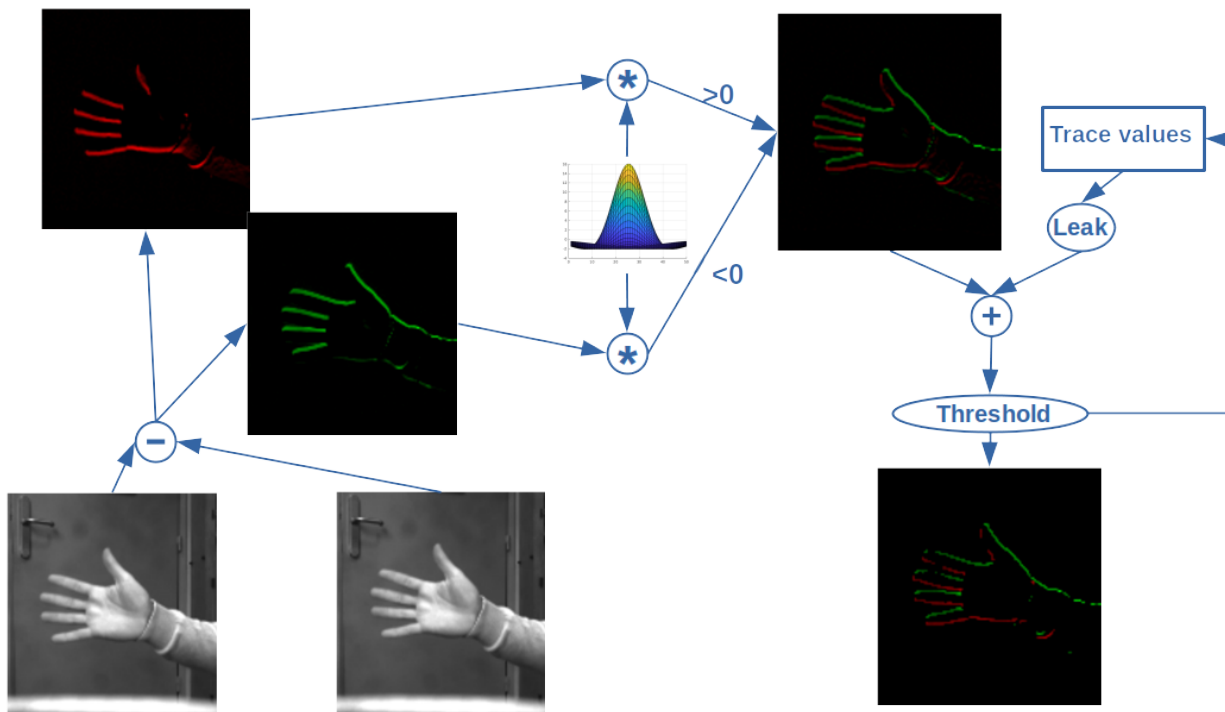 >0
Trace values
Leak
<0
+
Threshold
−
*
*